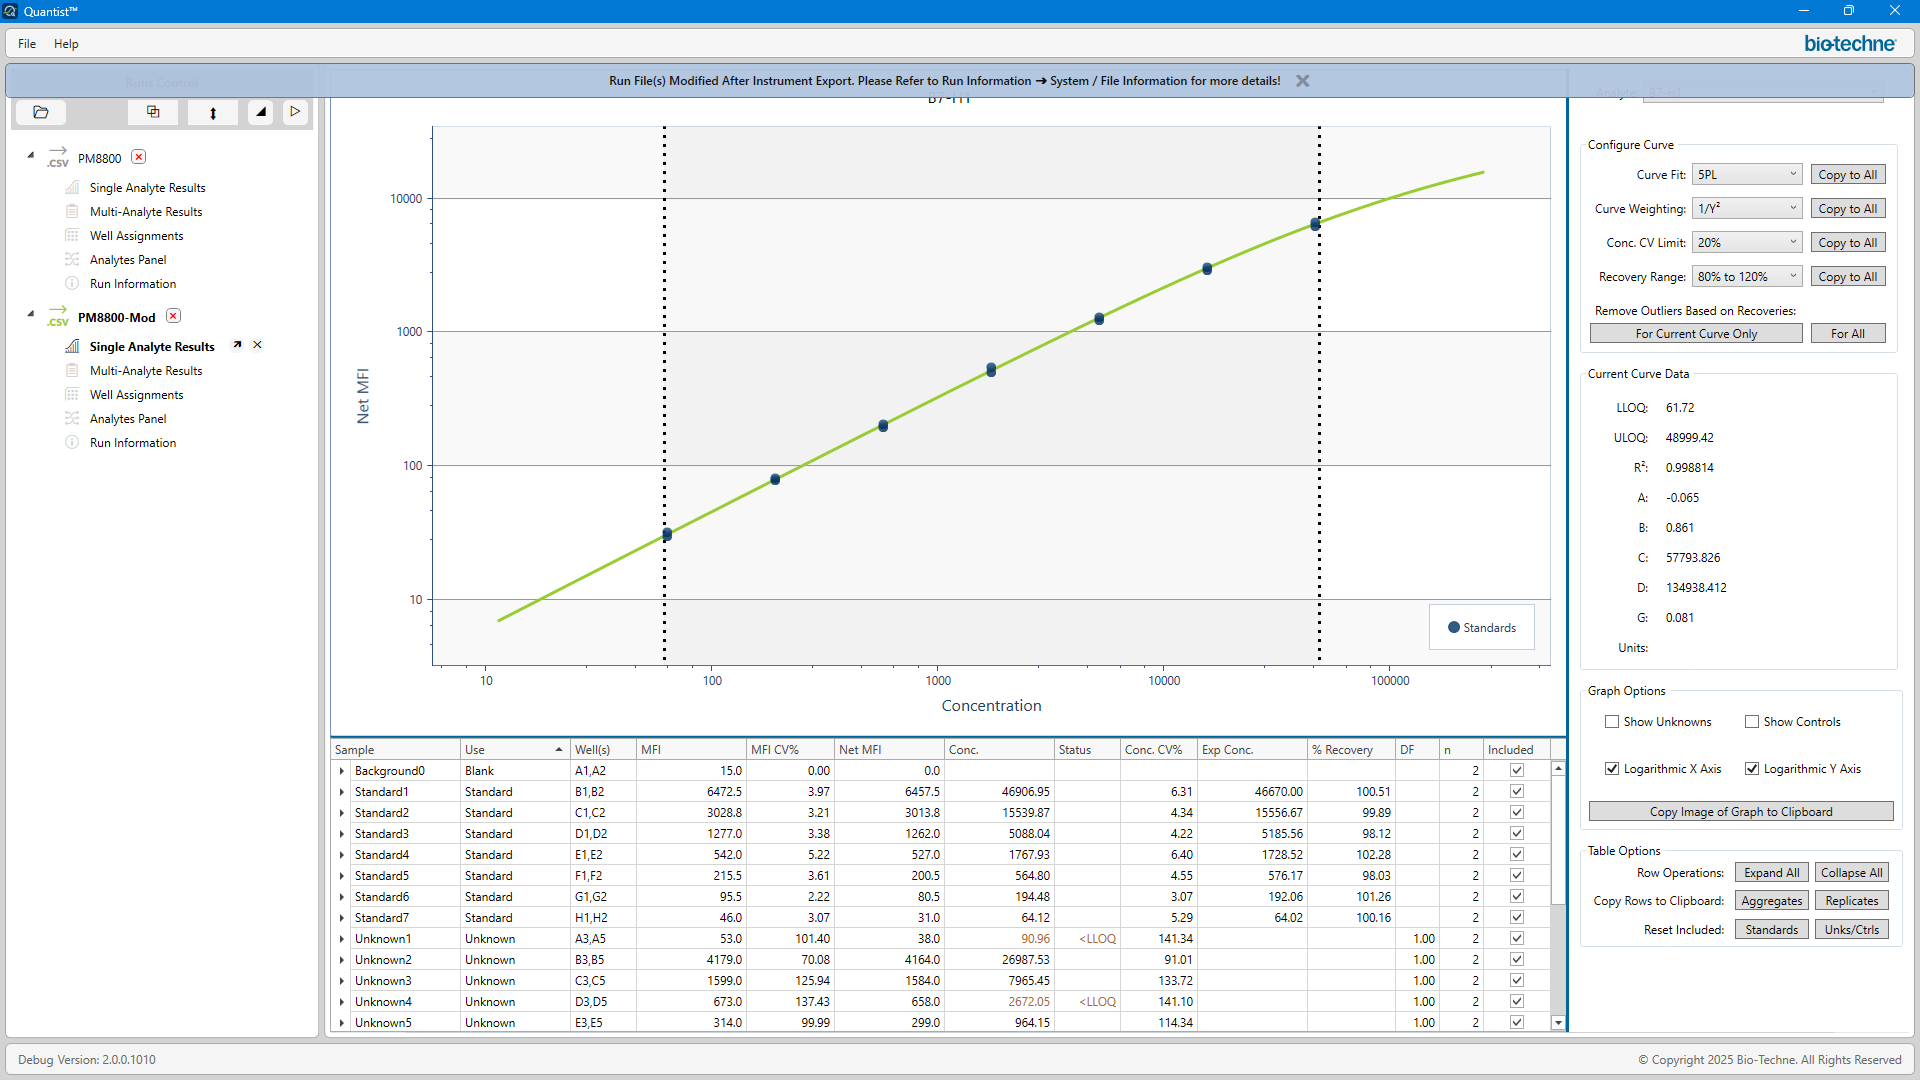 Quantist™
File Help
bio-techne
Run File(s) Modified After Instrument Export. Please Refer to Run Information ➔ System / File Information for more details!
Runs Control
B7-H1
Analyte: B7-H1
.CSV PM8800
Single Analyte Results
Multi-Analyte Results
Well Assignments
Analytes Panel
Run Information
.CSV PM8800-Mod
Single Analyte Results
Multi-Analyte Results
Well Assignments
Analytes Panel
Run Information
Net MFI
10000
1000
100
10
10 100 1000 10000 100000
Concentration
Standards
Configure Curve
Curve Fit: 5PL Copy to All
Curve Weighting: 1/Y² Copy to All
Conc. CV Limit: 20% Copy to All
Recovery Range: 80% to 120% Copy to All
Remove Outliers Based on Recoveries:
For Current Curve Only For All
Current Curve Data
LLOQ: 61.72
ULOQ: 48999.42
R²: 0.998814
A: -0.065
B: 0.861
C: 57793.826
D: 134938.412
G: 0.081
Units:
Graph Options
Show Unknowns Show Controls
Logarithmic X Axis Logarithmic Y Axis
Copy Image of Graph to Clipboard
Table Options
Row Operations: Expand All Collapse All
Copy Rows to Clipboard: Aggregates Replicates
Reset Included: Standards Unks/Ctrls
Sample Use Well(s) MFI MFI CV% Net MFI Conc. Status Conc. CV% Exp Conc. % Recovery DF n Included
Background0 Blank A1,A2 15.0 0.00 0.0 2
Standard1 Standard B1,B2 6472.5 3.97 6457.5 46906.95 6.31 46670.00 100.51 2
Standard2 Standard C1,C2 3028.8 3.21 3013.8 15539.87 4.34 15556.67 99.89 2
Standard3 Standard D1,D2 1277.0 3.38 1262.0 5088.04 4.22 5185.56 98.12 2
Standard4 Standard E1,E2 542.0 5.22 527.0 1767.93 6.40 1728.52 102.28 2
Standard5 Standard F1,F2 215.5 3.61 200.5 564.80 4.55 576.17 98.03 2
Standard6 Standard G1,G2 95.5 2.22 80.5 194.48 3.07 192.06 101.26 2
Standard7 Standard H1,H2 46.0 3.07 31.0 64.12 5.29 64.02 100.16 2
Unknown1 Unknown A3,A5 53.0 101.40 38.0 90.96 <LLOQ 141.34 1.00 2
Unknown2 Unknown B3,B5 4179.0 70.08 4164.0 26987.53 91.01 1.00 2
Unknown3 Unknown C3,C5 1599.0 125.94 1584.0 7965.45 133.72 1.00 2
Unknown4 Unknown D3,D5 673.0 137.43 658.0 2672.05 <LLOQ 141.10 1.00 2
Unknown5 Unknown E3,E5 314.0 99.99 299.0 964.15 114.34 1.00 2
Debug Version: 2.0.0.1010
© Copyright 2025 Bio-Techne. All Rights Reserved